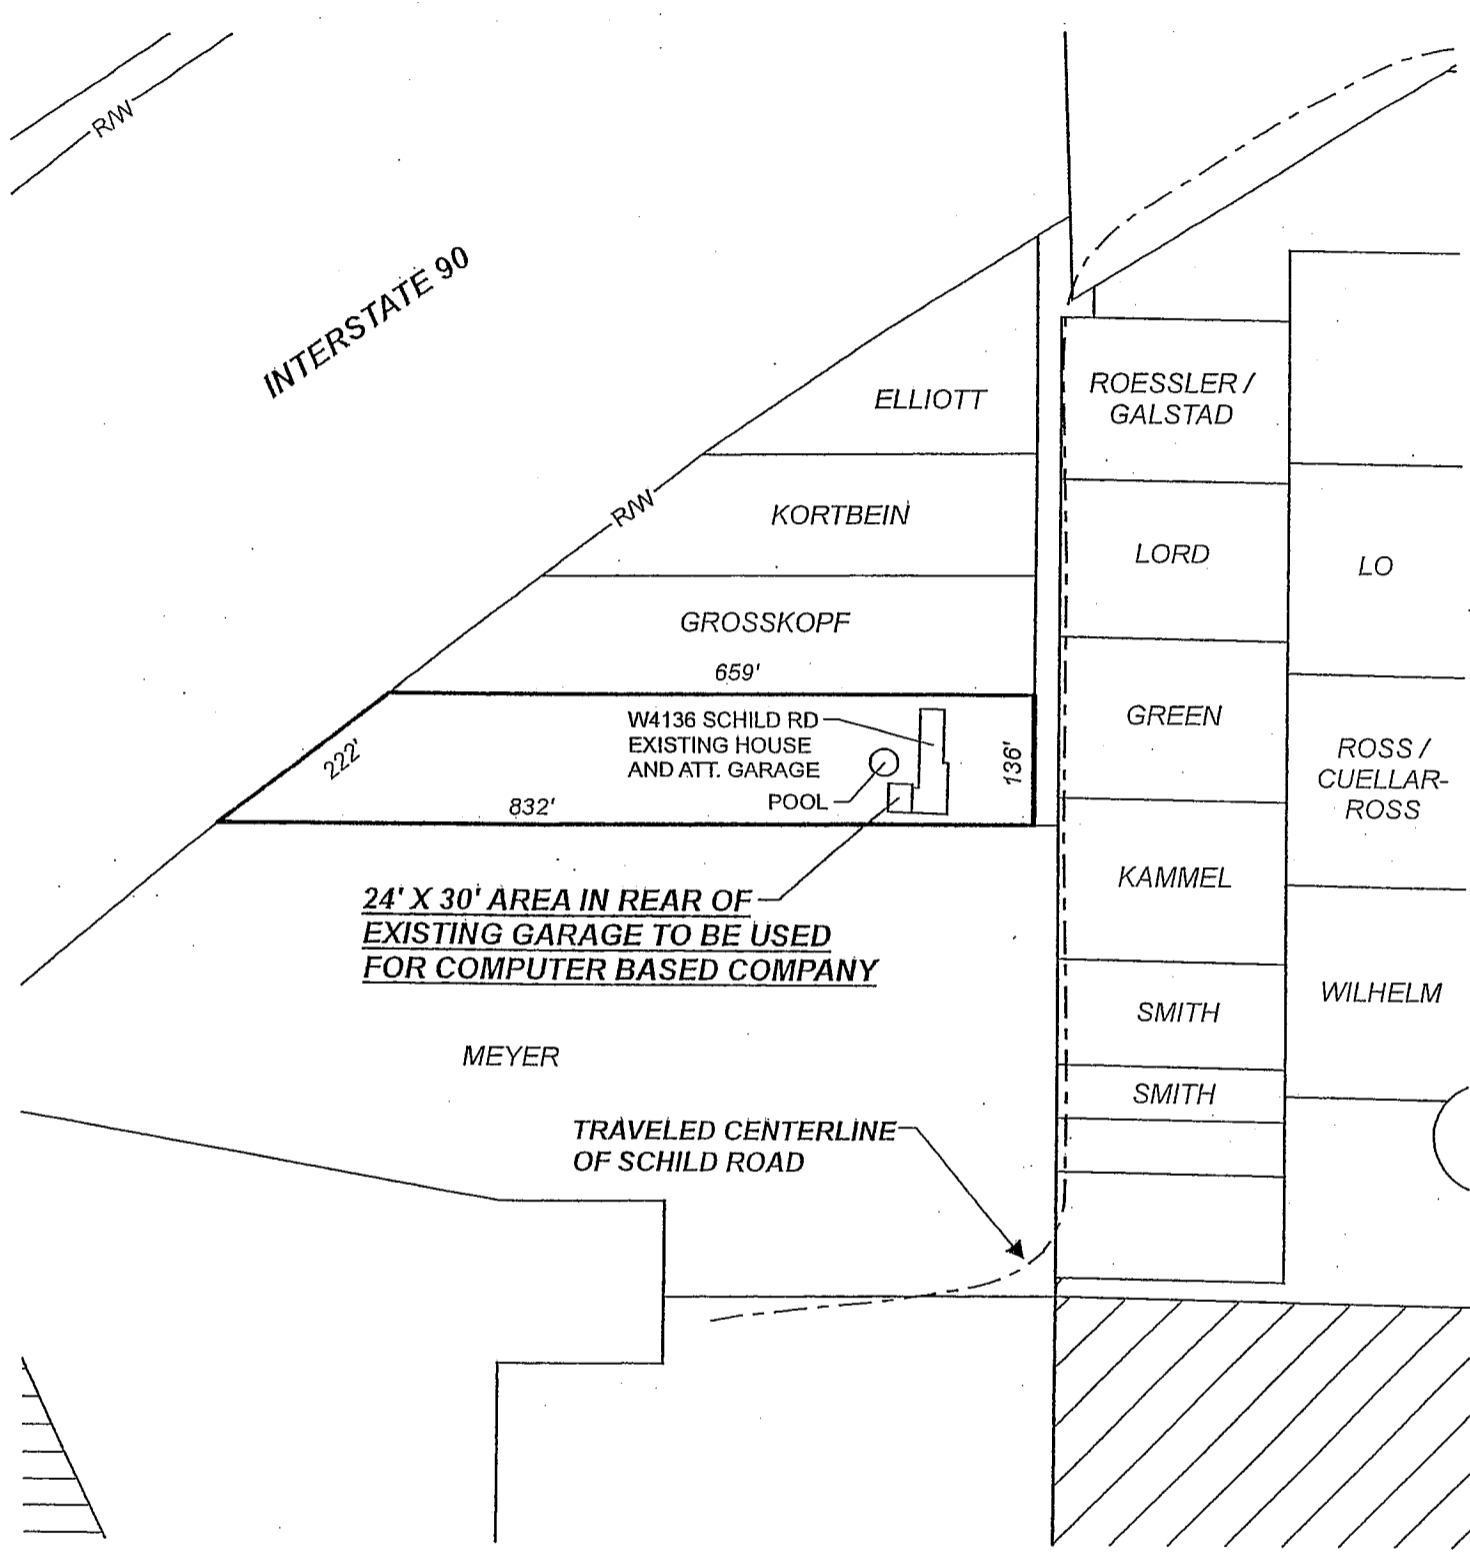 R/W
INTERSTATE 90
ELLIOTT
ROESSLER /
GALSTAD
R/W
KORTBEIN
LORD
LO
GROSSKOPF
659'
W4136 SCHILD RD
EXISTING HOUSE
AND ATT. GARAGE
POOL
222'
832'
136'
GREEN
ROSS /
CUELLAR-
ROSS
24' X 30' AREA IN REAR OF
EXISTING GARAGE TO BE USED
FOR COMPUTER BASED COMPANY
KAMMEL
MEYER
SMITH
WILHELM
SMITH
TRAVELED CENTERLINE
OF SCHILD ROAD